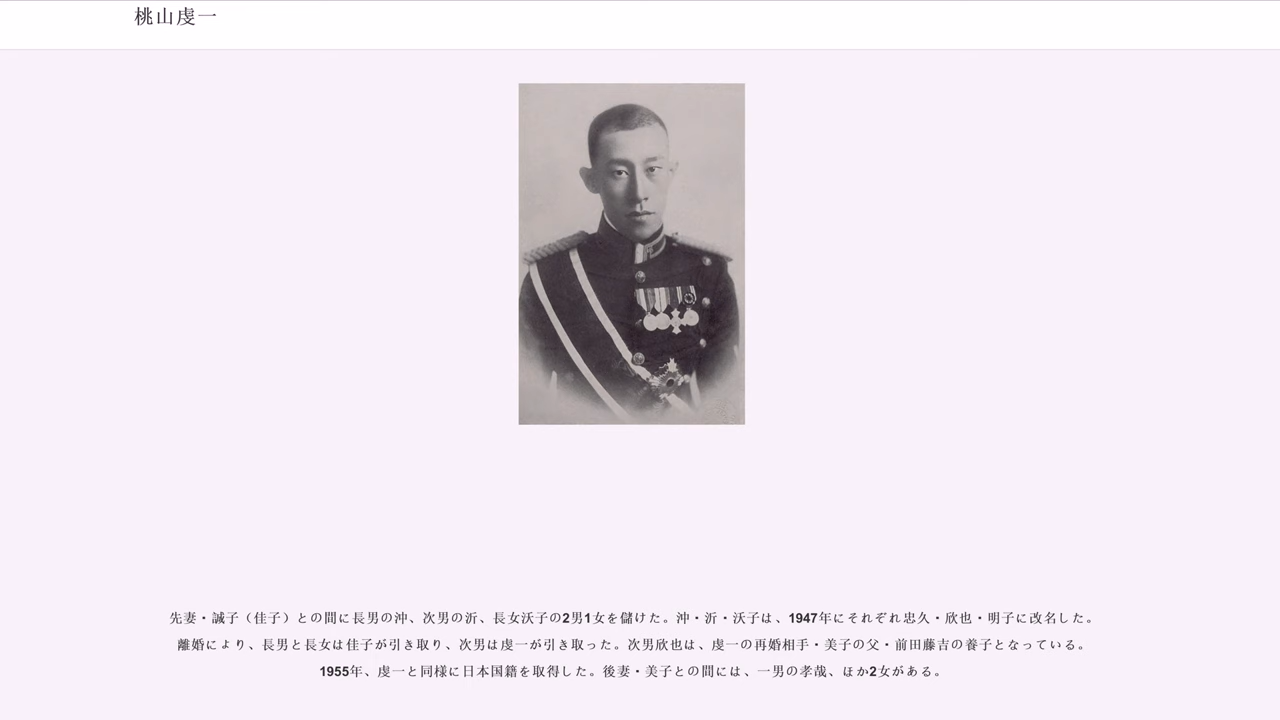 桃山虔一
先妻・誠子（佳子）との間に長男の沖、次男の沂、長女沃子の2男1女を儲けた。沖・沂・沃子は、1947年にそれぞれ忠久・欣也・明子に改名した。
離婚により、長男と長女は佳子が引き取り、次男は虔一が引き取った。次男欣也は、虔一の再婚相手・美子の父・前田藤吉の養子となっている。
1955年、虔一と同様に日本国籍を取得した。後妻・美子との間には、一男の孝哉、ほか2女がある。